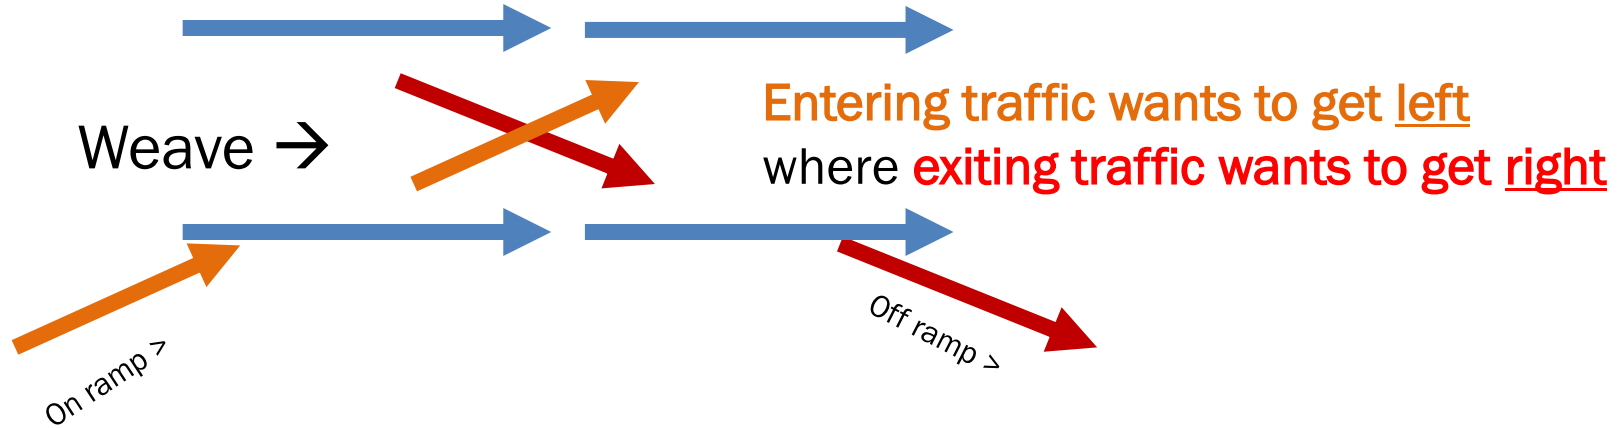 Entering traffic wants to get left
Weave →
where exiting traffic wants to get right
Off ramp >
On ramp >